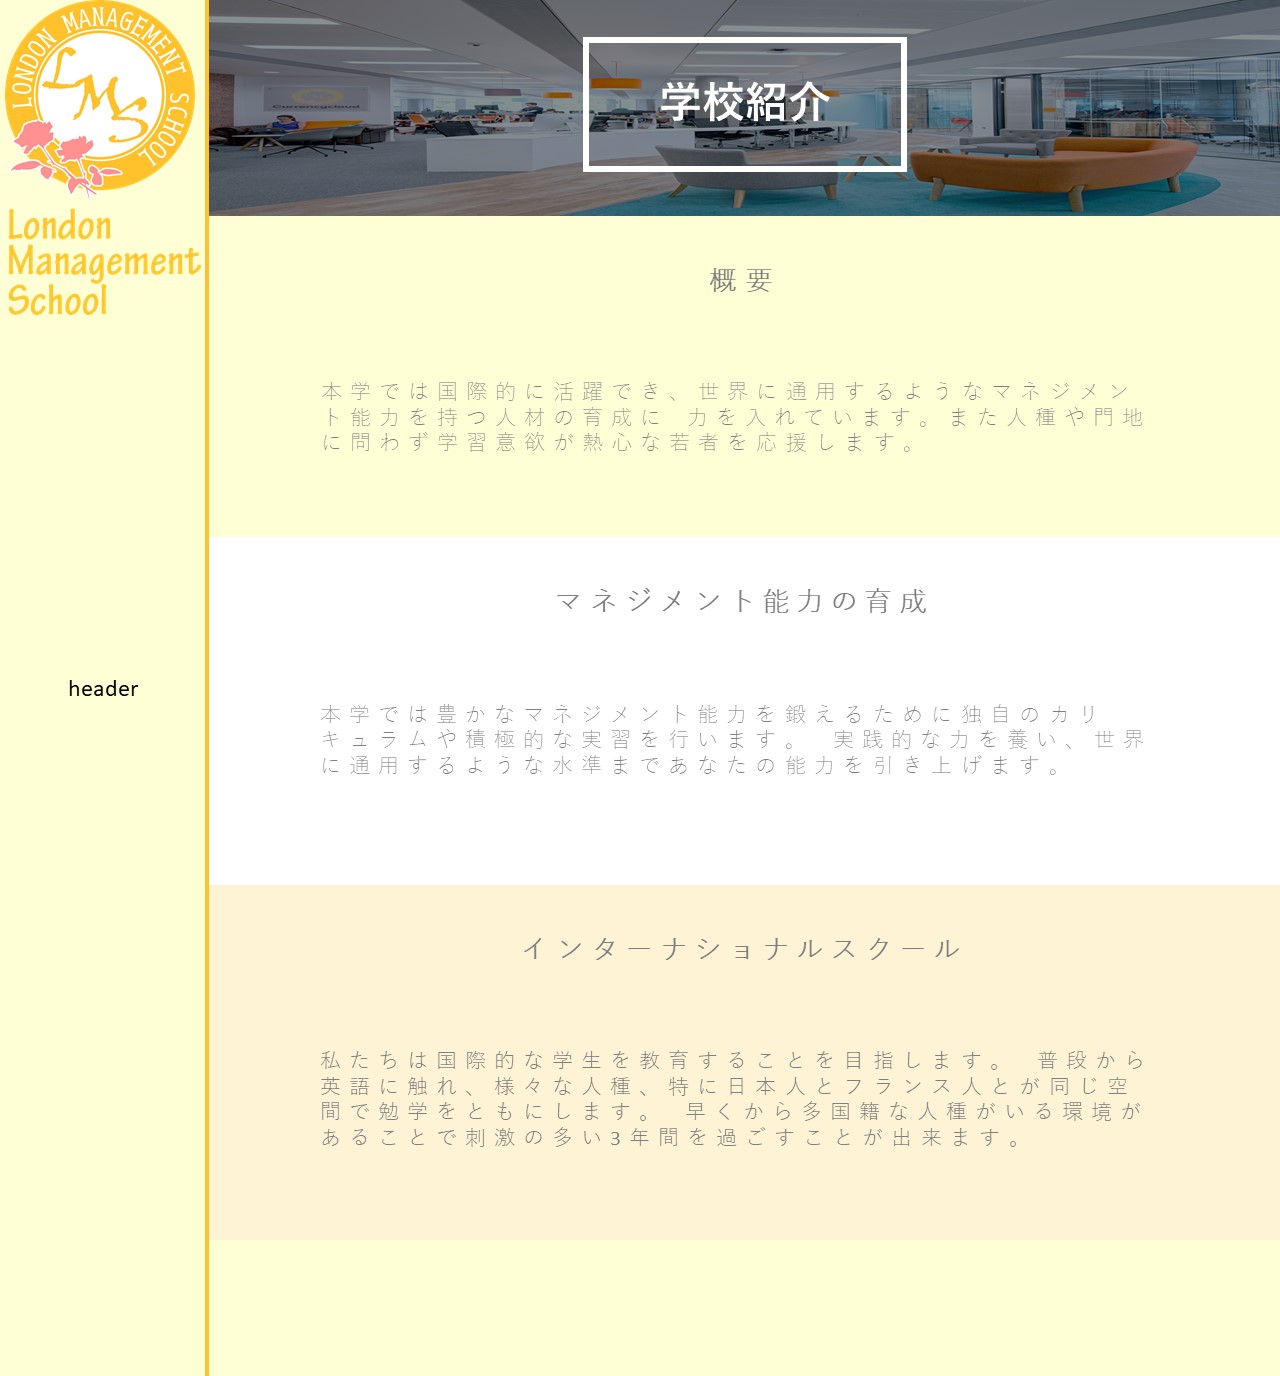 LONDON MANAGEMENT SCHOOL
LMS
London
Management
School
header
Currencycloud
学校紹介
概要
本学では国際的に活躍でき、世界に通用するようなマネジメン
ト能力を持つ人材の育成に 力を入れています。また人種や門地
に問わず学習意欲が熱心な若者を応援します。
マネジメント能力の育成
本学では豊かなマネジメント能力を鍛えるために独自のカリ
キュラムや積極的な実習を行います。 実践的な力を養い、世界
に通用するような水準まであなたの能力を引き上げます。
インターナショナルスクール
私たちは国際的な学生を教育することを目指します。 普段から
英語に触れ、様々な人種、特に日本人とフランス人とが同じ空
間で勉学をともにします。 早くから多国籍な人種がいる環境が
あることで刺激の多い3年間を過ごすことが出来ます。